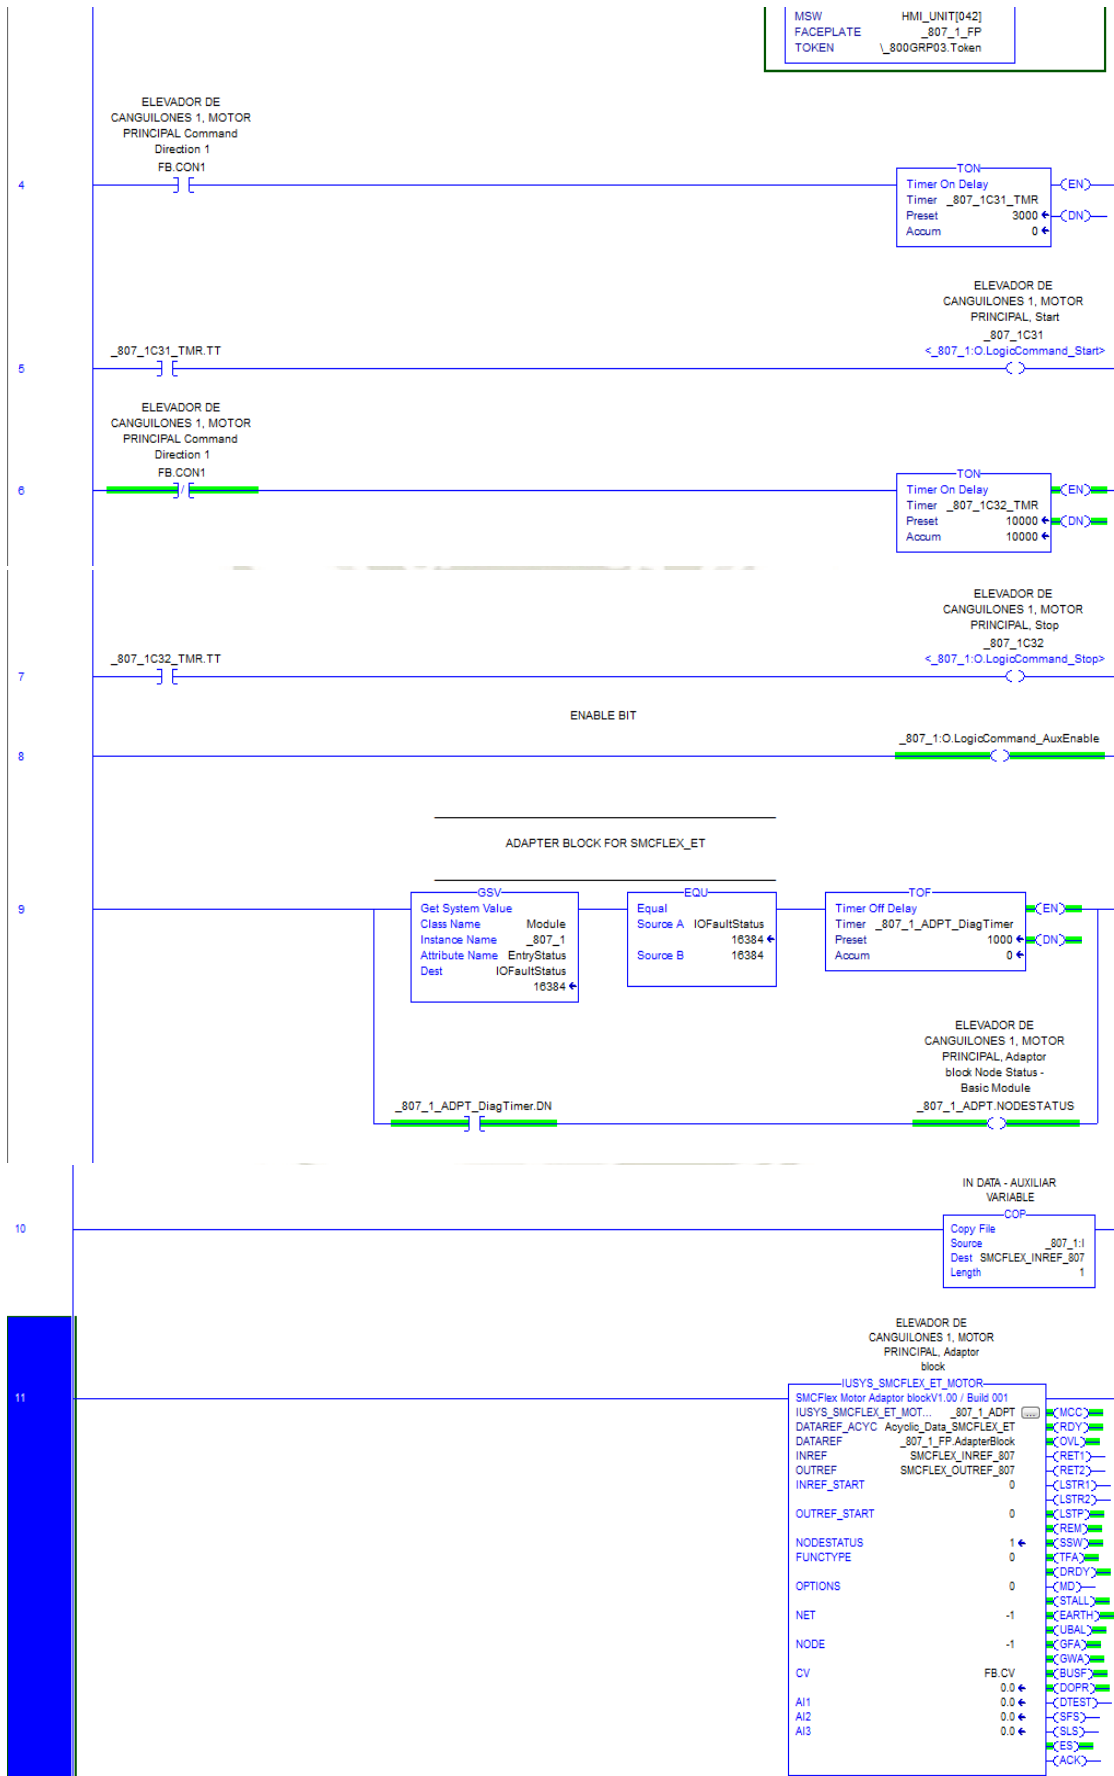 MSW HMI_UNIT[042]
FACEPLATE _807_1_FP
TOKEN \_800GRP03.Token
ELEVADOR DE
CANGUILONES 1, MOTOR
PRINCIPAL Command
Direction 1
FB.CON1
4
TON
Timer On Delay
Timer _807_1C31_TMR
Preset 3000
Accum 0
EN
DN
ELEVADOR DE
CANGUILONES 1, MOTOR
PRINCIPAL, Start
_807_1C31
<_807_1:O.LogicCommand_Start>
_807_1C31_TMR.TT
5
ELEVADOR DE
CANGUILONES 1, MOTOR
PRINCIPAL Command
Direction 1
FB.CON1
6
TON
Timer On Delay
Timer _807_1C32_TMR
Preset 10000
Accum 10000
EN
DN
ELEVADOR DE
CANGUILONES 1, MOTOR
PRINCIPAL, Stop
_807_1C32
<_807_1:O.LogicCommand_Stop>
_807_1C32_TMR.TT
7
ENABLE BIT
_807_1:O.LogicCommand_AuxEnable
8
ADAPTER BLOCK FOR SMCFLEX_ET
9
GSV
Get System Value
Class Name Module
Instance Name _807_1
Attribute Name EntryStatus
Dest IOFaultStatus
16384
EQU
Equal
Source A IOFaultStatus
16384
Source B 16384
TOF
Timer Off Delay
Timer _807_1_ADPT_DiagTimer
Preset 1000
Accum 0
EN
DN
ELEVADOR DE
CANGUILONES 1, MOTOR
PRINCIPAL, Adaptor
block Node Status -
Basic Module
_807_1_ADPT_DiagTimer.DN
_807_1_ADPT.NODESTATUS
IN DATA - AUXILIAR
VARIABLE
10
COP
Copy File
Source _807_1:I
Dest SMCFLEX_INREF_807
Length 1
ELEVADOR DE
CANGUILONES 1, MOTOR
PRINCIPAL, Adaptor
block
11
IUSYS_SMCFLEX_ET_MOTOR
SMCFlex Motor Adaptor blockV1.00 / Build 001
IUSYS_SMCFLEX_ET_MOT... _807_1_ADPT ... MCC
DATAREF_ACYC Acyclic_Data_SMCFLEX_ET RDY
DATAREF _807_1_FP.AdapterBlock OVL
INREF SMCFLEX_INREF_807 RET1
OUTREF SMCFLEX_OUTREF_807 RET2
INREF_START 0 LSTR1
LSTR2
OUTREF_START 0 LSTP
REM
NODESTATUS 1 SSW
FUNCTYPE 0 TFA
DRDY
OPTIONS 0 MD
STALL
NET -1 EARTH
UBAL
NODE -1 GFA
GWA
CV FB.CV BUSF
0.0 DOPR
AI1 0.0 DTEST
AI2 0.0 SFS
AI3 0.0 SLS
ES
ACK